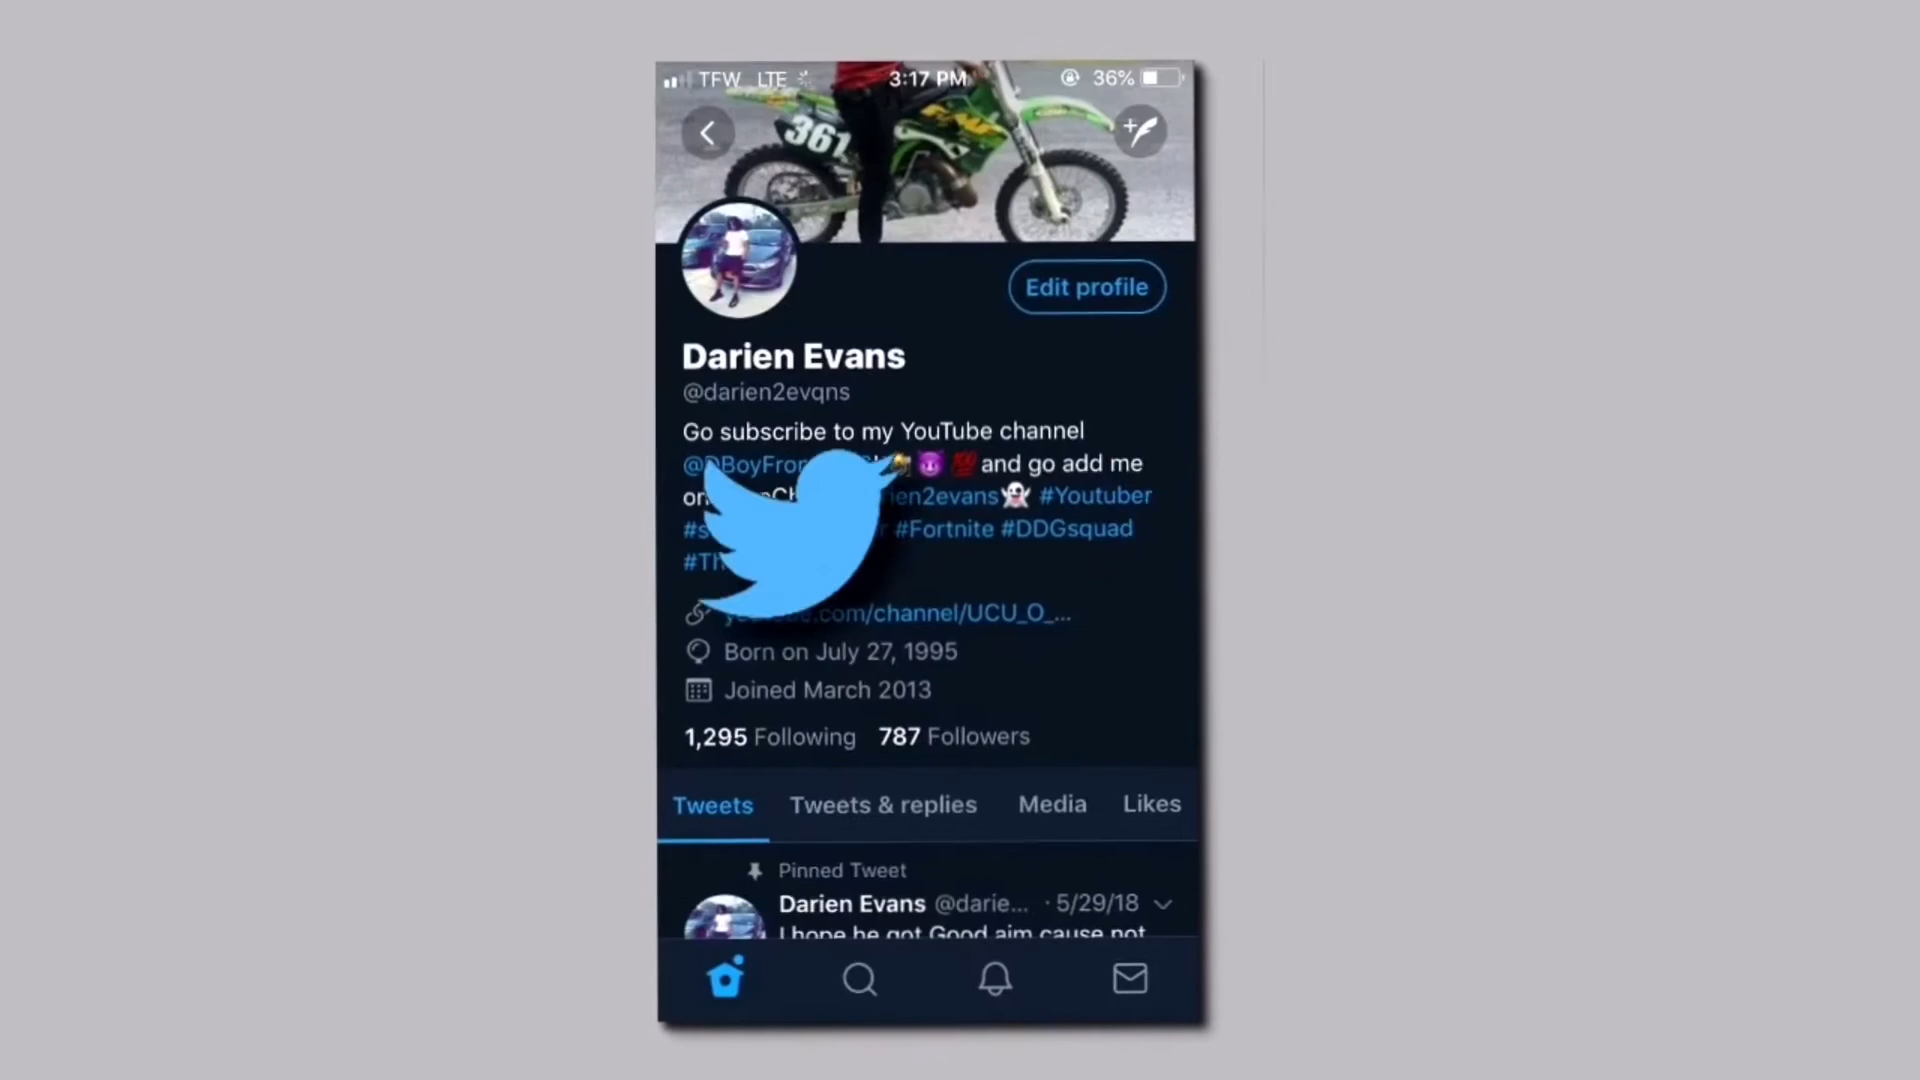 TFW LTE 3:17 PM 36%
361
FMF
Edit profile
Darien Evans
@darien2evqns
Go subscribe to my YouTube channel
😈 💯 and go add me
👻 #Youtuber
#Fortnite #DDGsquad
.com/channel/UCU_O_...
Born on July 27, 1995
Joined March 2013
1,295 Following 787 Followers
Tweets Tweets & replies Media Likes
Pinned Tweet
Darien Evans @darie... · 5/29/18
I hope he got Good aim cause not